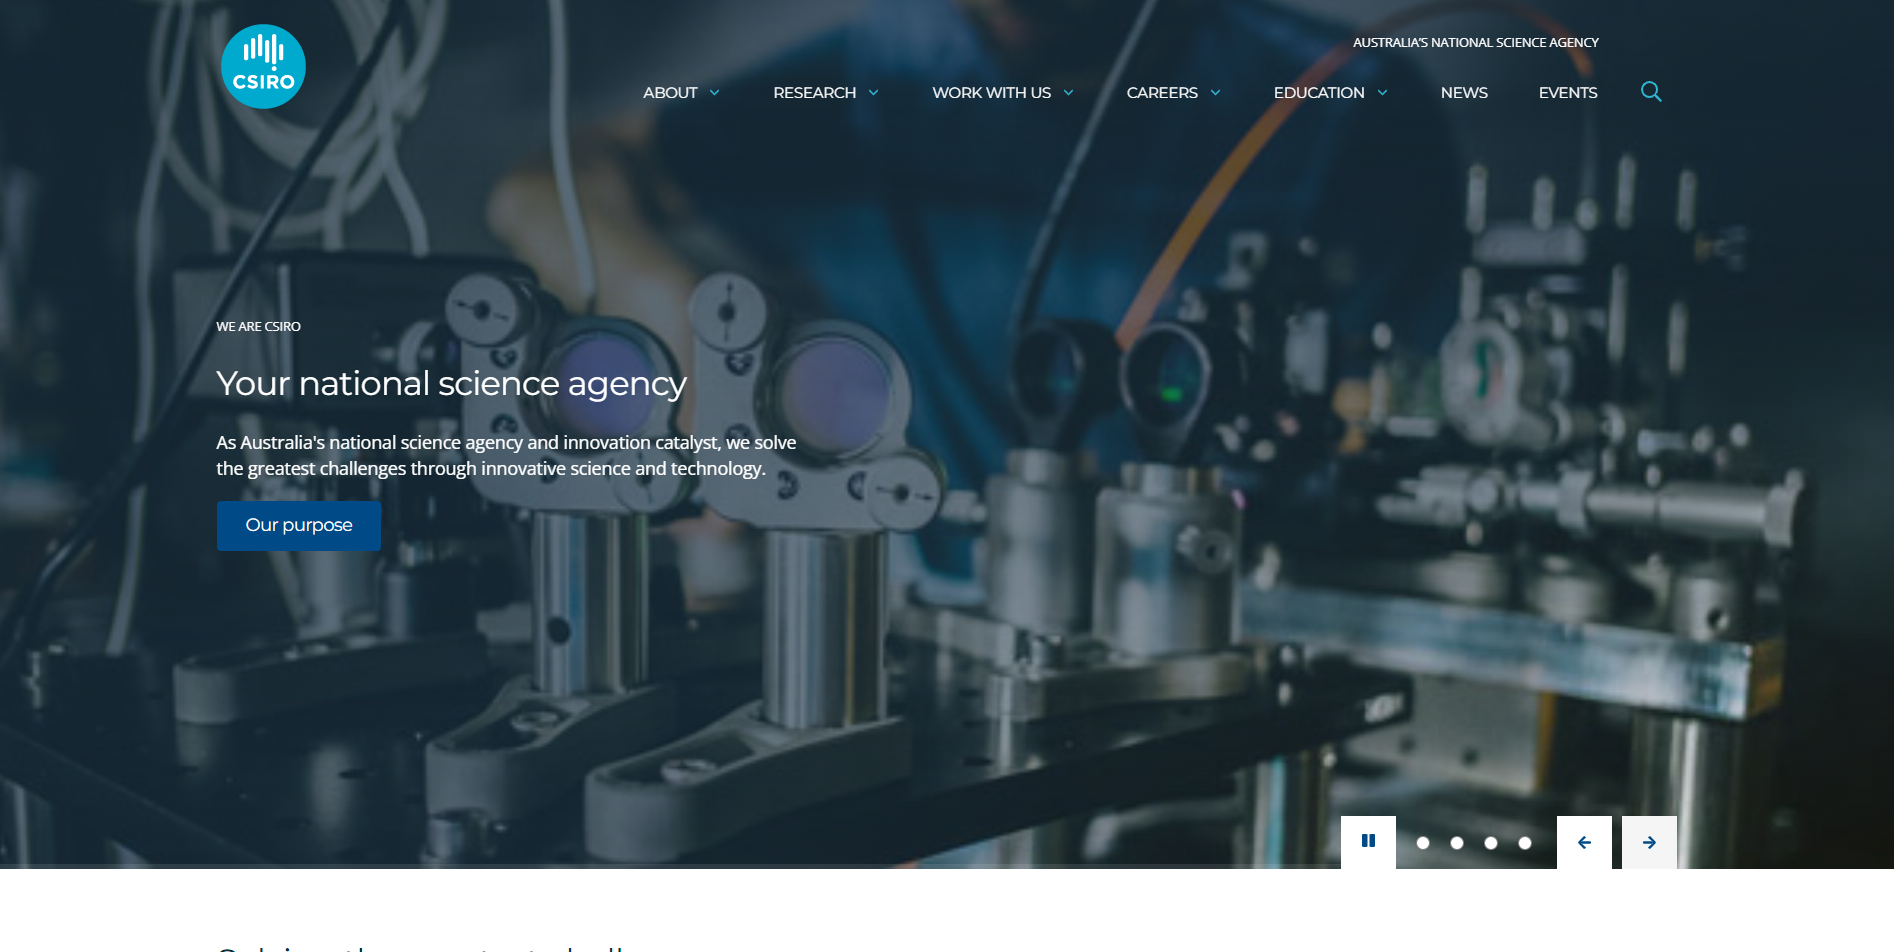 CSIRO
AUSTRALIA'S NATIONAL SCIENCE AGENCY
ABOUT
RESEARCH
WORK WITH US
CAREERS
EDUCATION
NEWS
EVENTS
WE ARE CSIRO
Your national science agency
As Australia's national science agency and innovation catalyst, we solve
the greatest challenges through innovative science and technology.
Our purpose